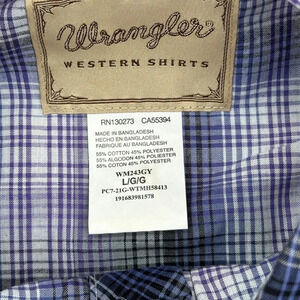 Wrangler
WESTERN SHIRTS
RN130273 CA55394
MADE IN BANGLADESH
HECHO EN BANGLADESH
FABRIQUE AU BANGLADESH
55% COTTON 45% POLYESTER
55% ALGODON 45% POLIESTER
55% COTON 45% POLYESTER
WM243GY
L/G/G
PC7-21G-WTMH58413
191683981578